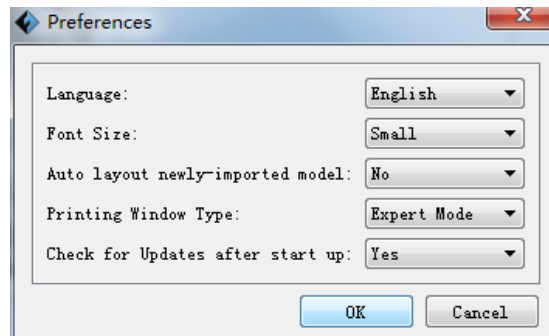 Preferences
Language: English
Font Size: Small
Auto layout newly-imported model: No
Printing Window Type: Expert Mode
Check for Updates after start up: Yes
OK Cancel